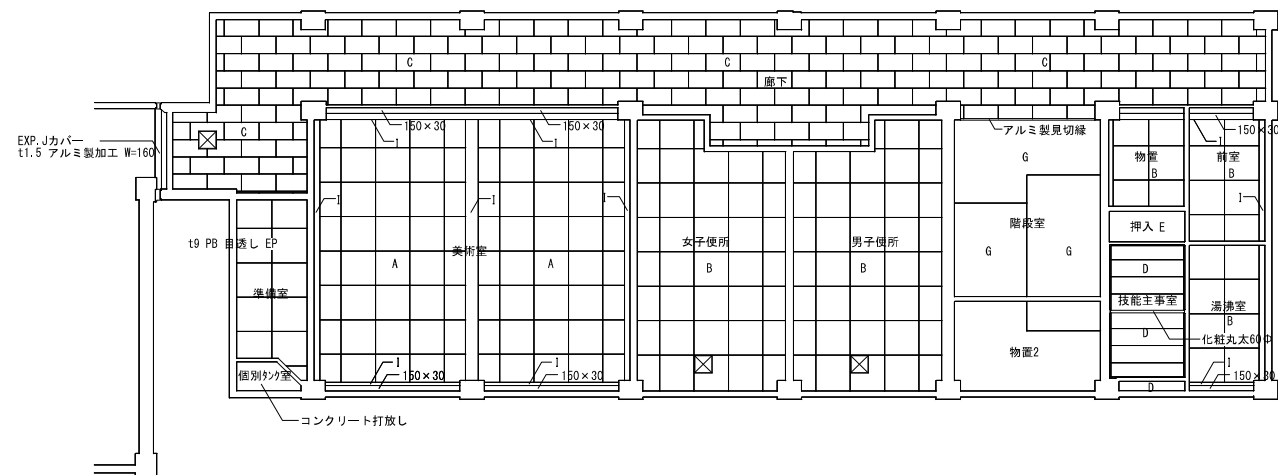 C
C
C
廊下
C
150×30
I
150×30
I
アルミ製見切縁
150×30
I
EXP.Jカバー
t1.5 アルミ製加工 W=160
G
物置
B
前室
B
I
I
I
I
t9 PB 目透し EP
美術室
A
A
女子便所
B
男子便所
B
階段室
G
G
押入 E
D
技能主事室
D
湯沸室
B
化粧丸太60Φ
準備室
物置2
個別タンク室
I
150×30
I
150×30
D
I
150×30
コンクリート打放し